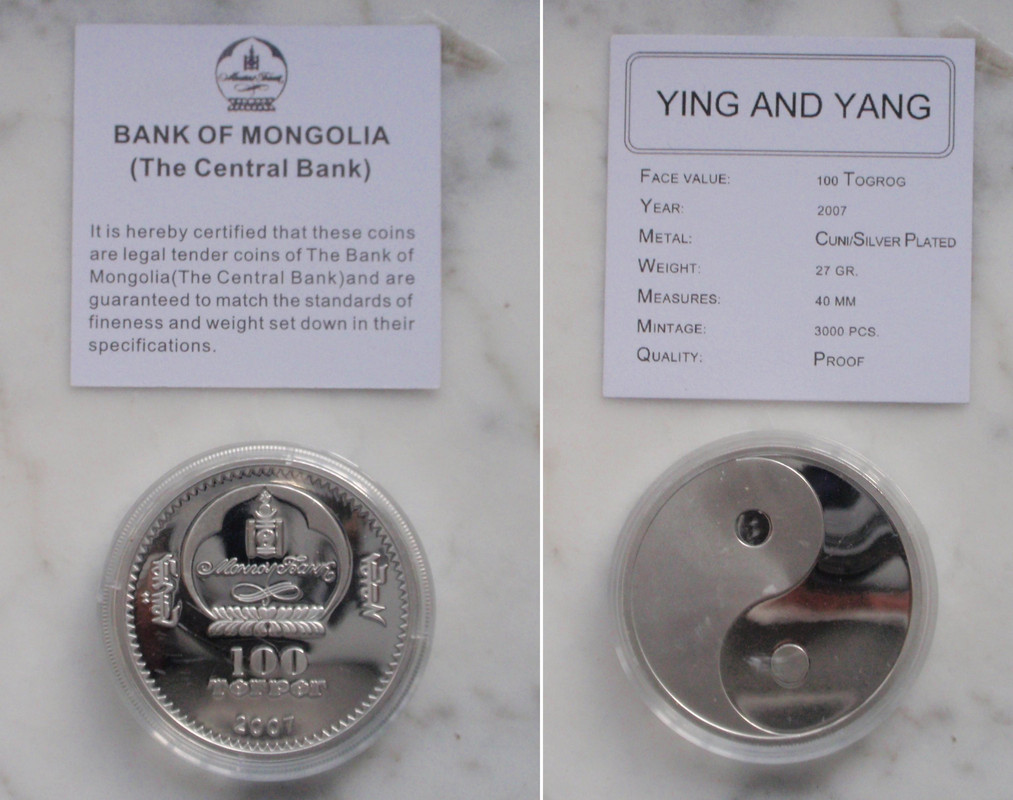 BANK OF MONGOLIA
(The Central Bank)
It is hereby certified that these coins
are legal tender coins of The Bank of
Mongolia(The Central Bank)and are
guaranteed to match the standards of
fineness and weight set down in their
specifications.
100
ТӨГРӨГ
2007
YING AND YANG
FACE VALUE: 100 TOGROG
YEAR: 2007
METAL: CUNI/SILVER PLATED
WEIGHT: 27 GR.
MEASURES: 40 MM
MINTAGE: 3000 PCS.
QUALITY: PROOF